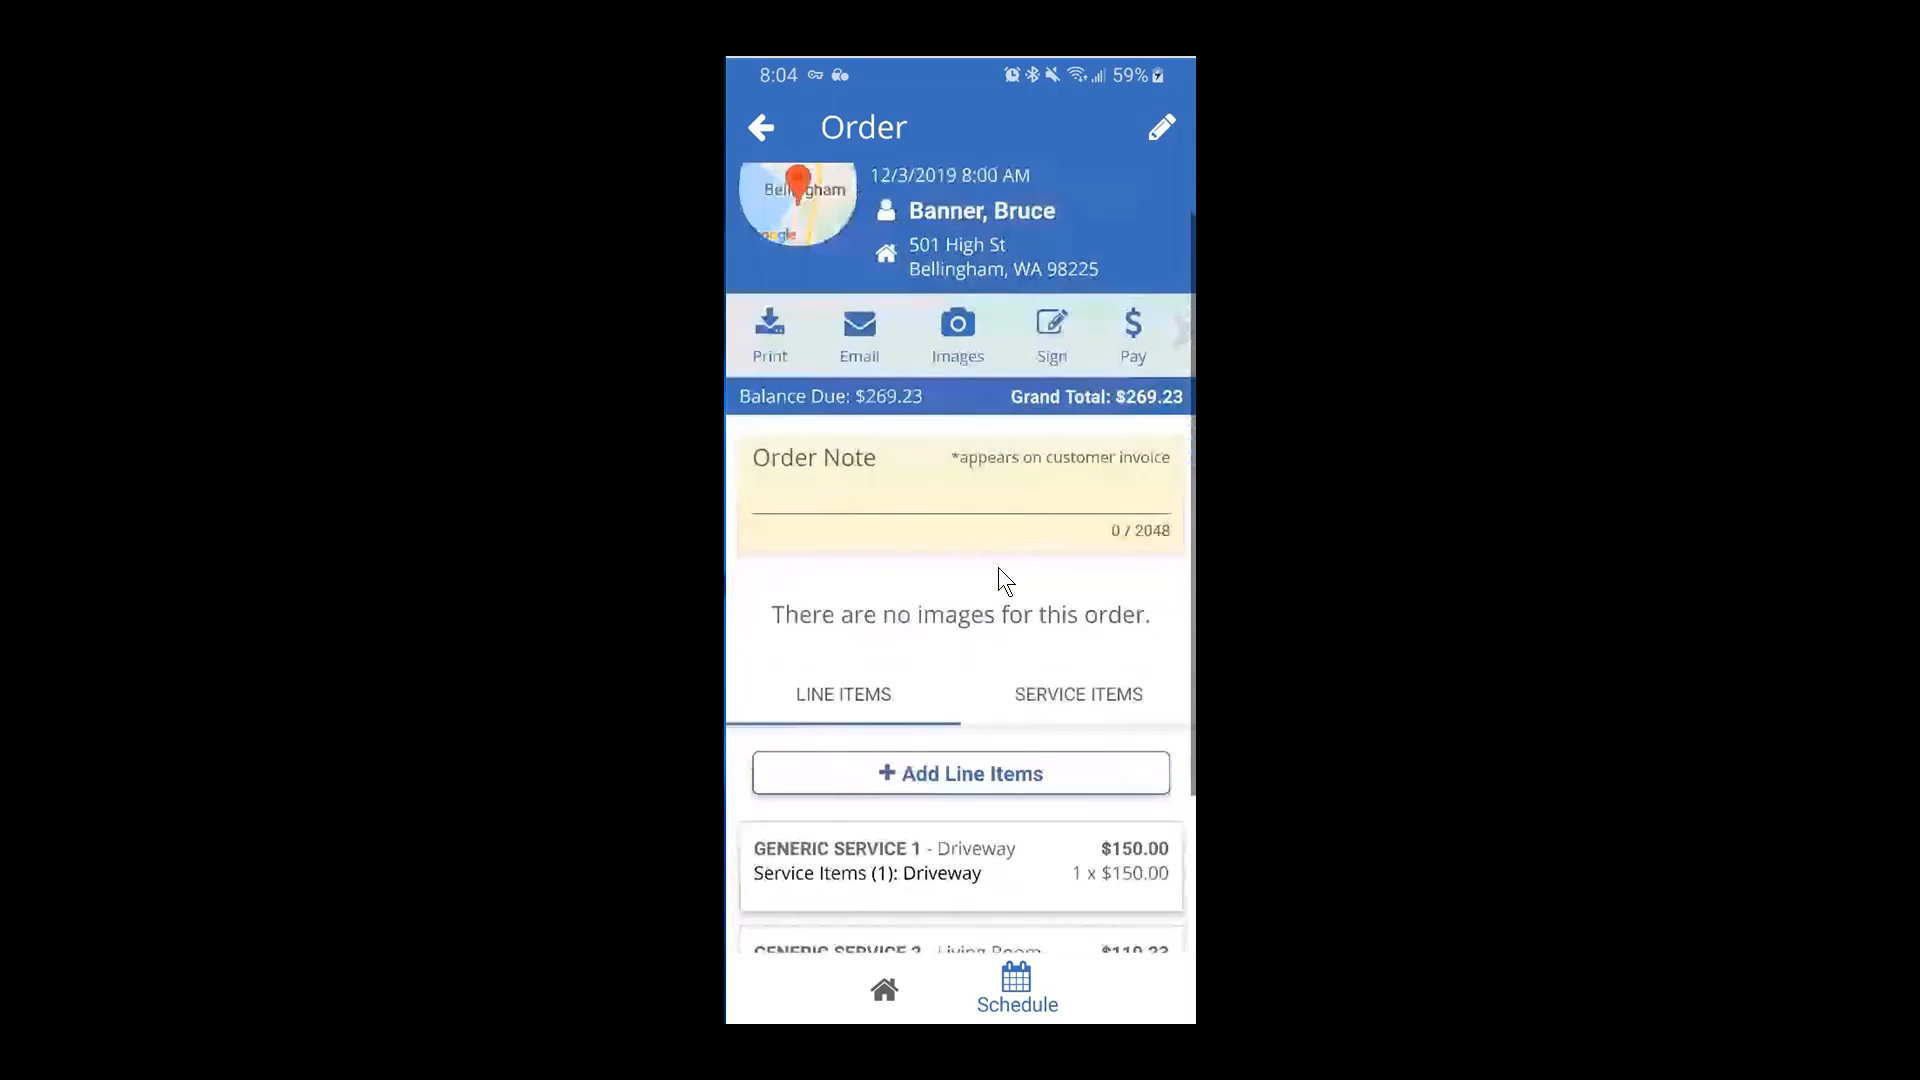 8:04
59%
Order
12/3/2019 8:00 AM
Bellingham
Banner, Bruce
501 High St
Bellingham, WA 98225
Print Email Images Sign Pay
Balance Due: $269.23 Grand Total: $269.23
Order Note *appears on customer invoice
0 / 2048
There are no images for this order.
LINE ITEMS SERVICE ITEMS
+ Add Line Items
GENERIC SERVICE 1 - Driveway $150.00
Service Items (1): Driveway 1 x $150.00
GENERIC SERVICE 2 - Living Room $119.23
Schedule